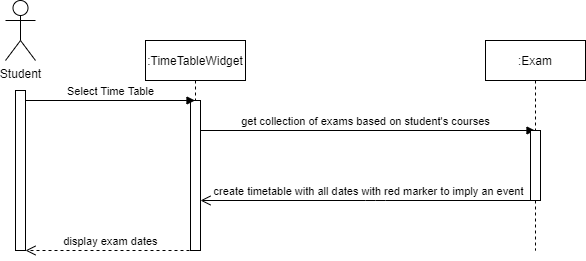 :TimeTableWidget
:Exam
Student
Select Time Table
get collection of exams based on student's courses
create timetable with all dates with red marker to imply an event
display exam dates